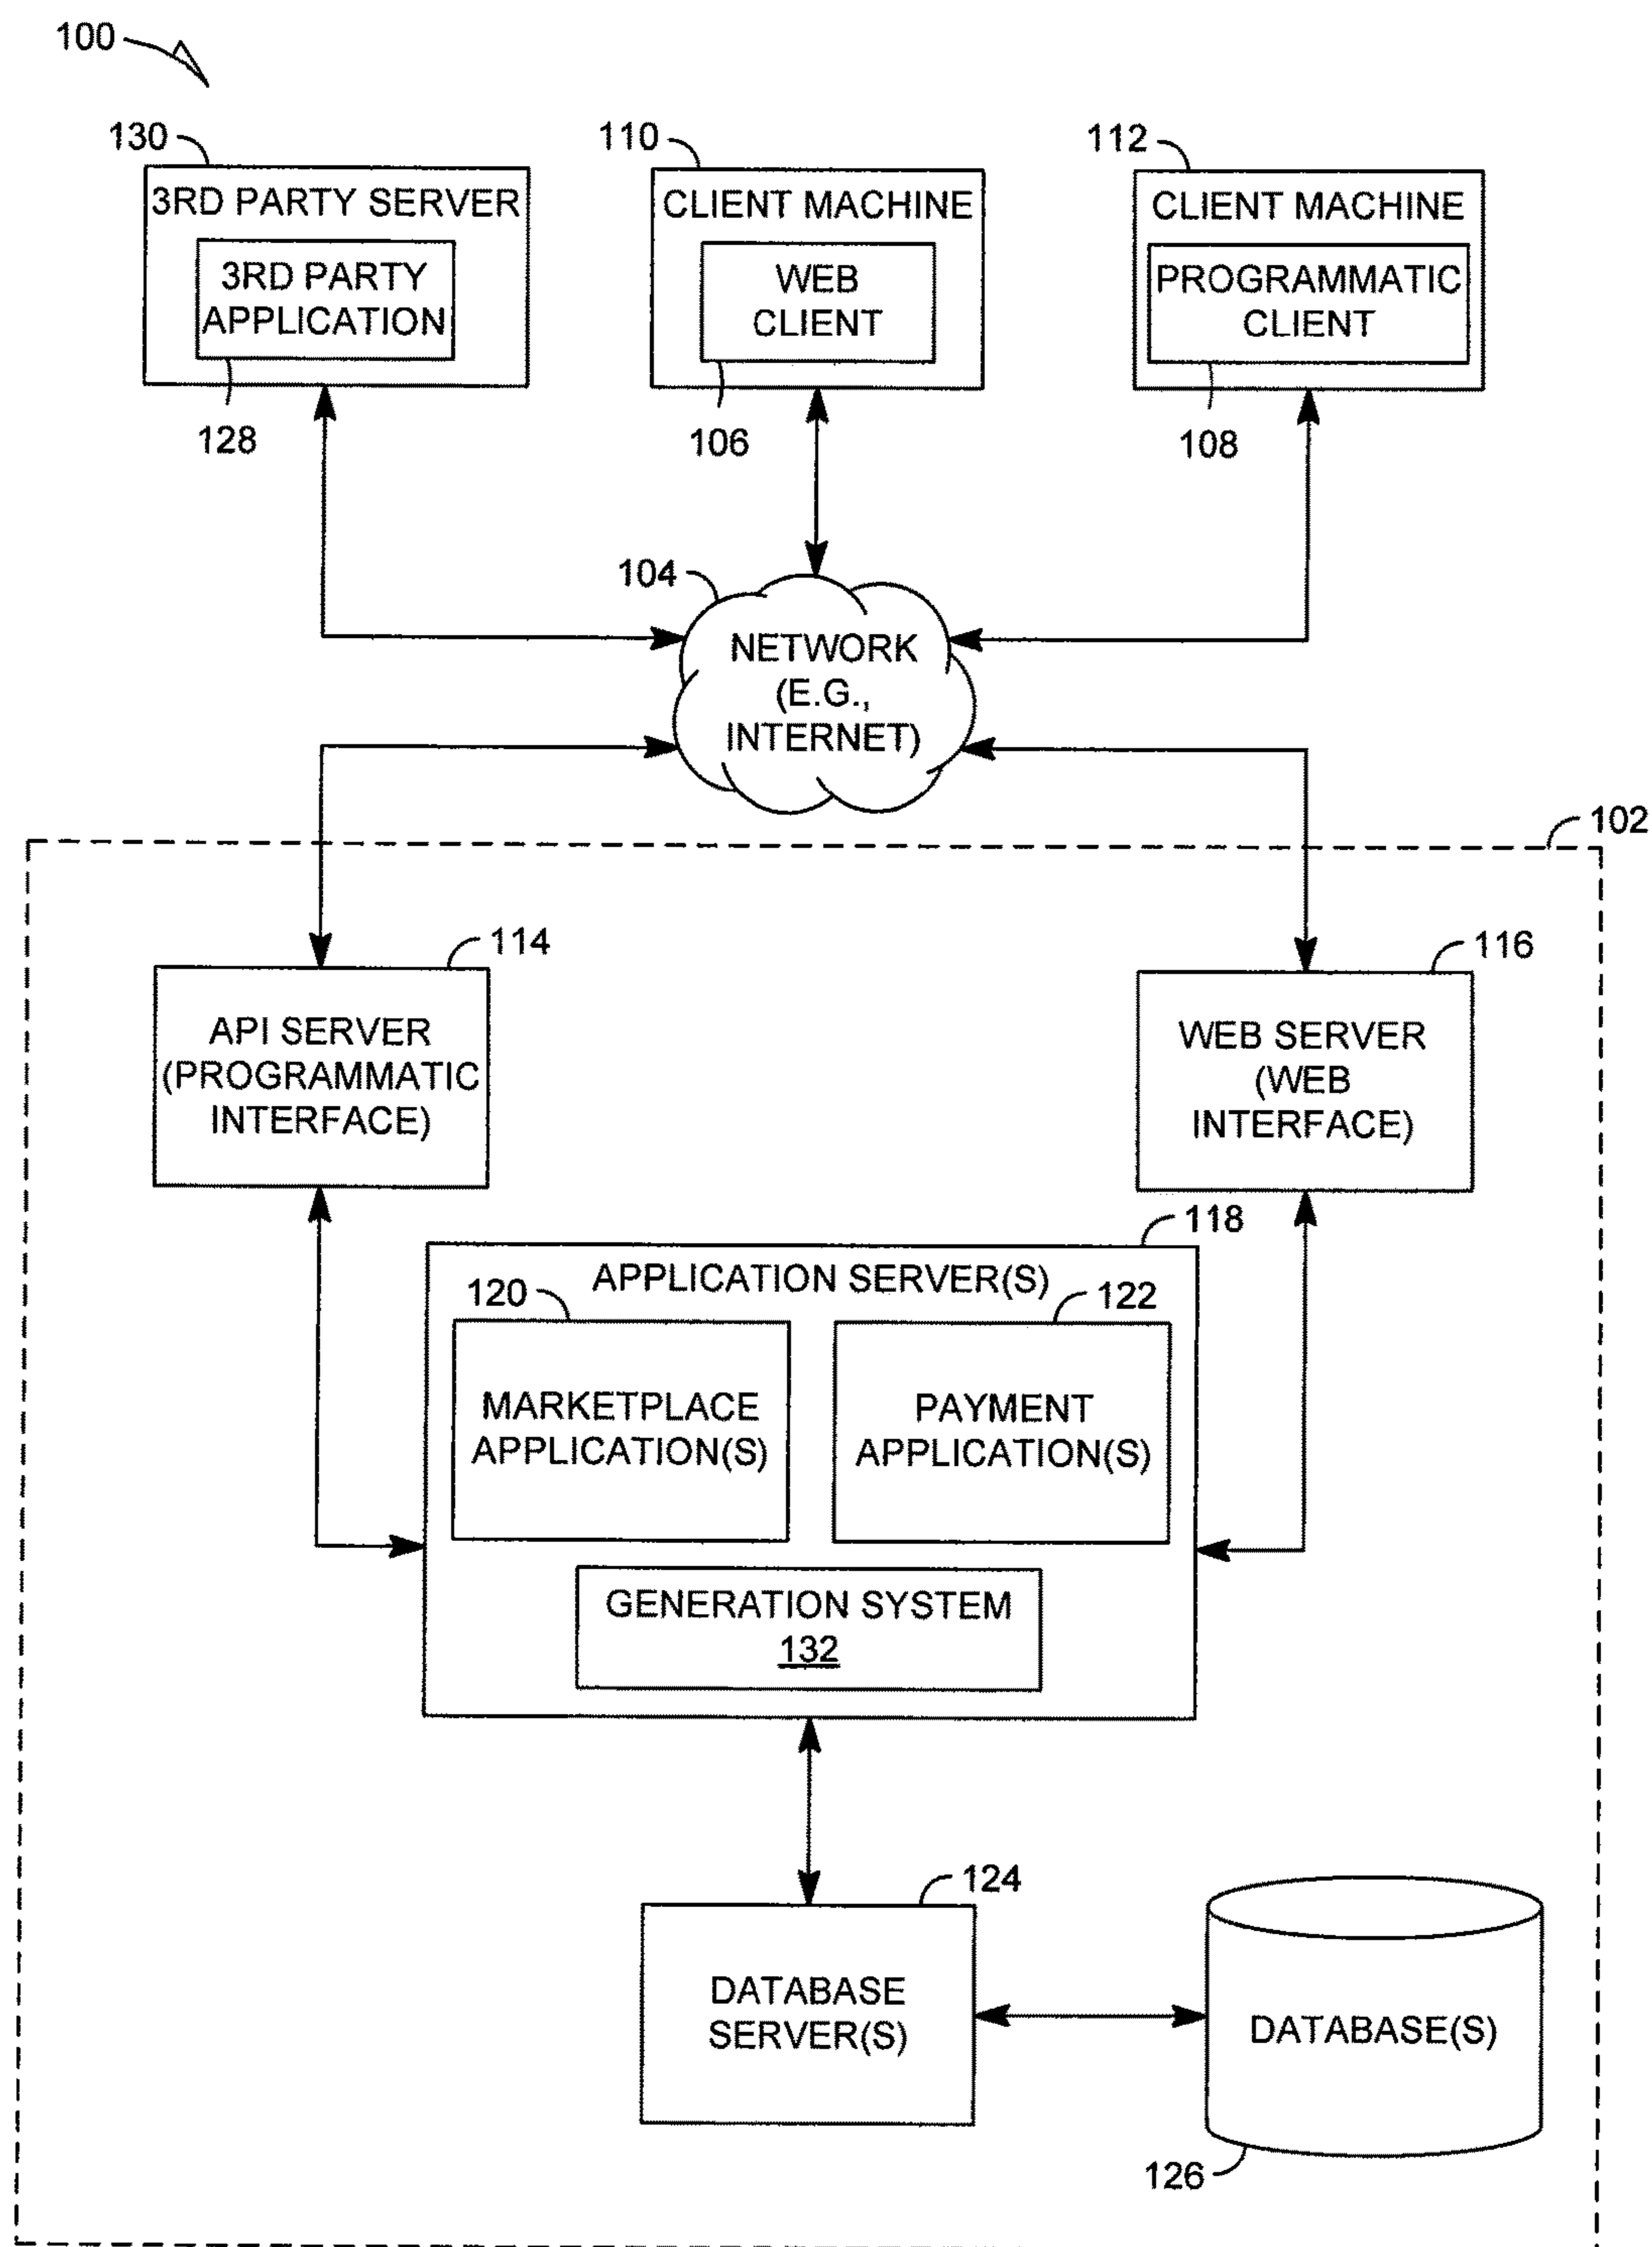 100
130
110
112
3RD PARTY SERVER
3RD PARTY
APPLICATION
128
CLIENT MACHINE
WEB
CLIENT
106
CLIENT MACHINE
PROGRAMMATIC
CLIENT
108
104
NETWORK
(E.G.,
INTERNET)
102
114
API SERVER
(PROGRAMMATIC
INTERFACE)
116
WEB SERVER
(WEB
INTERFACE)
118
APPLICATION SERVER(S)
120
MARKETPLACE
APPLICATION(S)
122
PAYMENT
APPLICATION(S)
GENERATION SYSTEM
132
124
DATABASE
SERVER(S)
DATABASE(S)
126